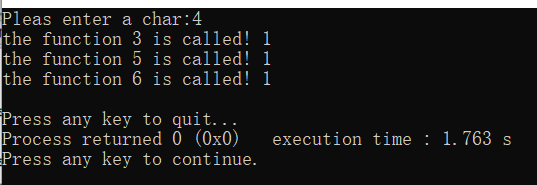 Pleas enter a char:4
the function 3 is called! 1
the function 5 is called! 1
the function 6 is called! 1
Press any key to quit...
Process returned 0 (0x0)   execution time : 1.763 s
Press any key to continue.